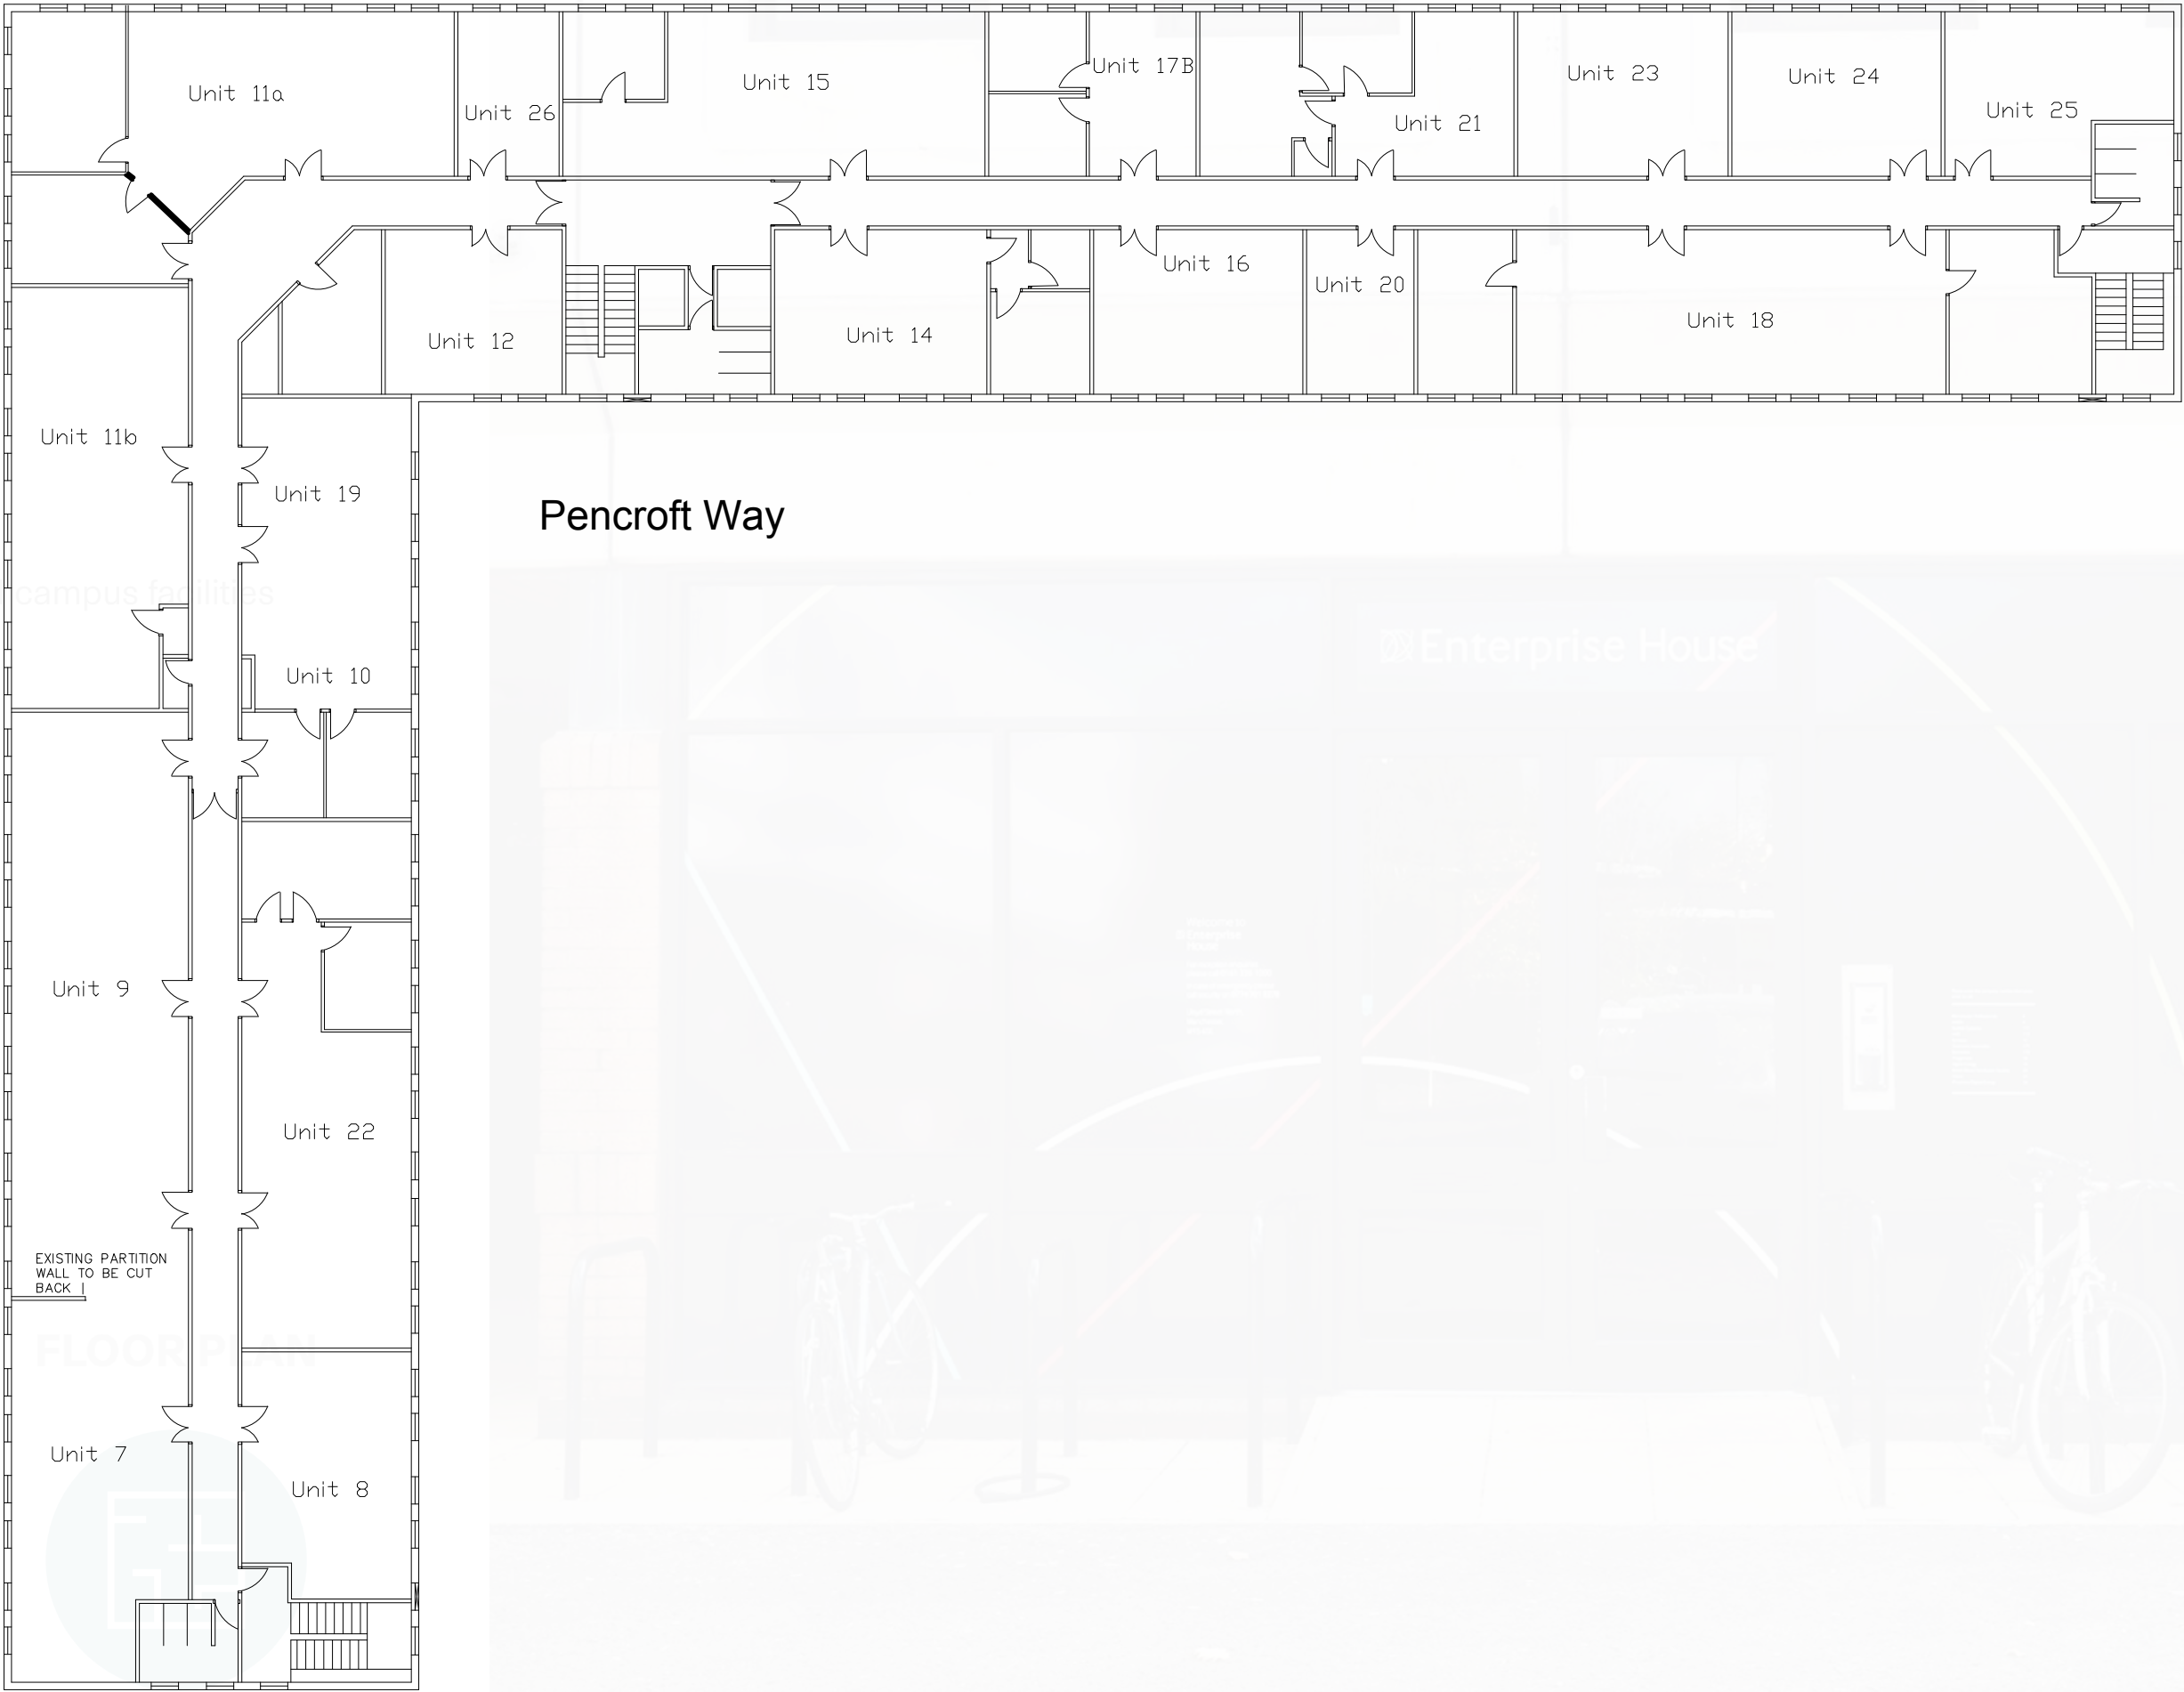 Unit 11a
Unit 26
Unit 15
Unit 17B
Unit 21
Unit 23
Unit 24
Unit 25
Unit 12
Unit 14
Unit 16
Unit 20
Unit 18
Unit 11b
Unit 19
Pencroft Way
campus facilities
Enterprise House
Unit 10
Unit 9
Unit 22
EXISTING PARTITION
WALL TO BE CUT
BACK
FLOOR PLAN
Unit 7
Unit 8